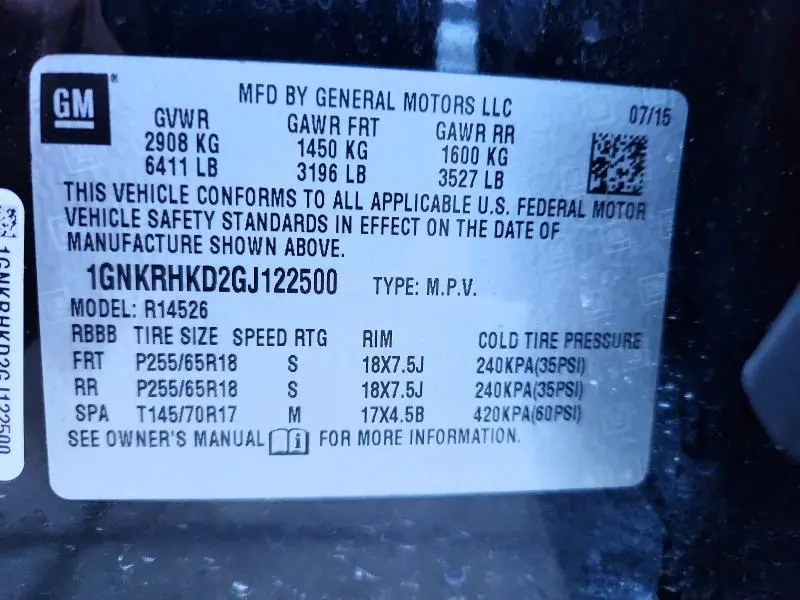 GM ®
MFD BY GENERAL MOTORS LLC
07/15
GVWR GAWR FRT GAWR RR
2908 KG 1450 KG 1600 KG
6411 LB 3196 LB 3527 LB
THIS VEHICLE CONFORMS TO ALL APPLICABLE U.S. FEDERAL MOTOR
VEHICLE SAFETY STANDARDS IN EFFECT ON THE DATE OF
MANUFACTURE SHOWN ABOVE.
1GNKRHKD2GJ122500 TYPE: M.P.V.
MODEL: R14526
RBBB TIRE SIZE SPEED RTG RIM COLD TIRE PRESSURE
FRT P255/65R18 S 18X7.5J 240KPA(35PSI)
RR P255/65R18 S 18X7.5J 240KPA(35PSI)
SPA T145/70R17 M 17X4.5B 420KPA(60PSI)
SEE OWNER'S MANUAL i FOR MORE INFORMATION.
1GNKRHKD2GJ122500